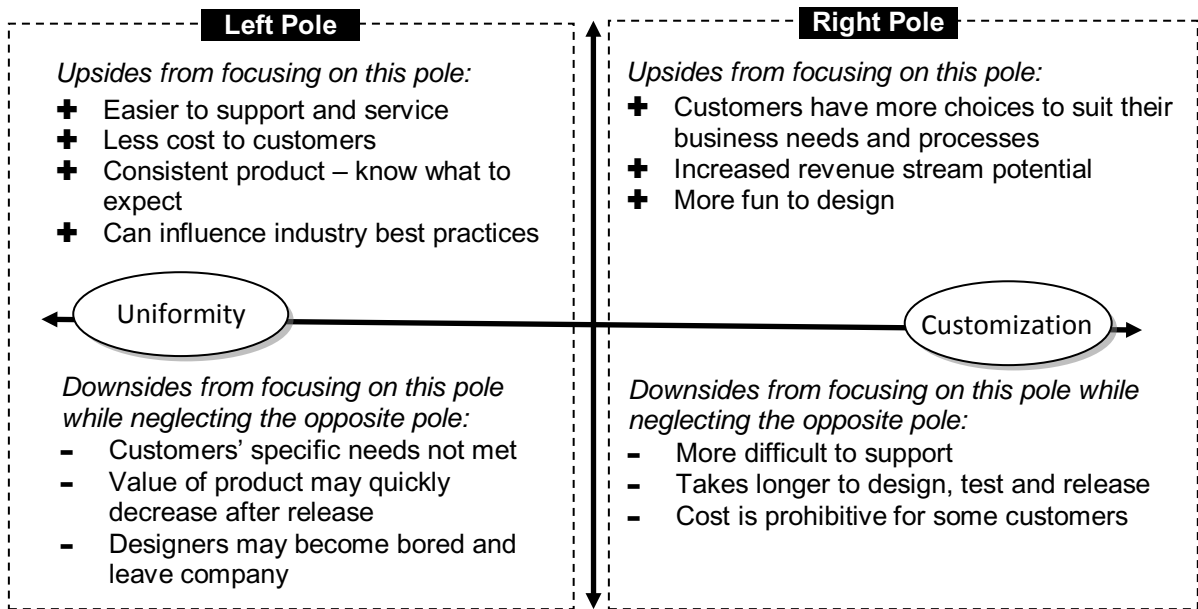 Left Pole
Upsides from focusing on this pole:
+ Easier to support and service
+ Less cost to customers
+ Consistent product – know what to
expect
+ Can influence industry best practices
Uniformity
Downsides from focusing on this pole
while neglecting the opposite pole:
- Customers’ specific needs not met
- Value of product may quickly
decrease after release
- Designers may become bored and
leave company
Right Pole
Upsides from focusing on this pole:
+ Customers have more choices to suit their
business needs and processes
+ Increased revenue stream potential
+ More fun to design
Customization
Downsides from focusing on this pole while
neglecting the opposite pole:
- More difficult to support
- Takes longer to design, test and release
- Cost is prohibitive for some customers